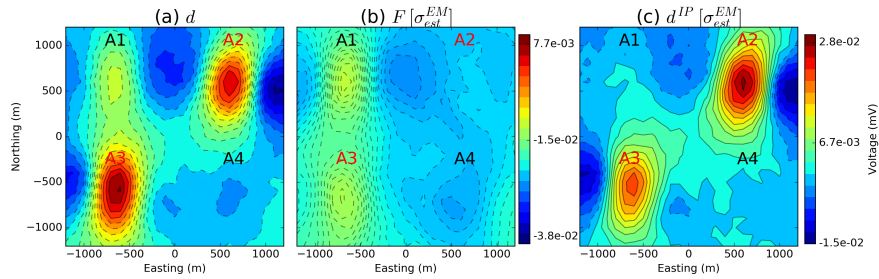 (a) d
(b) F[σ_est^EM]
(c) d^IP[σ_est^EM]
A1 A2
A3 A4
A1 A2
A3 A4
A1 A2
A3 A4
1000
500
0
−500
−1000
Northing (m)
−1000 −500 0 500 1000
Easting (m)
−1000 −500 0 500 1000
Easting (m)
−1000 −500 0 500 1000
Easting (m)
7.7e-03
-1.5e-02
-3.8e-02
2.8e-02
6.7e-03
-1.5e-02
Voltage (mV)